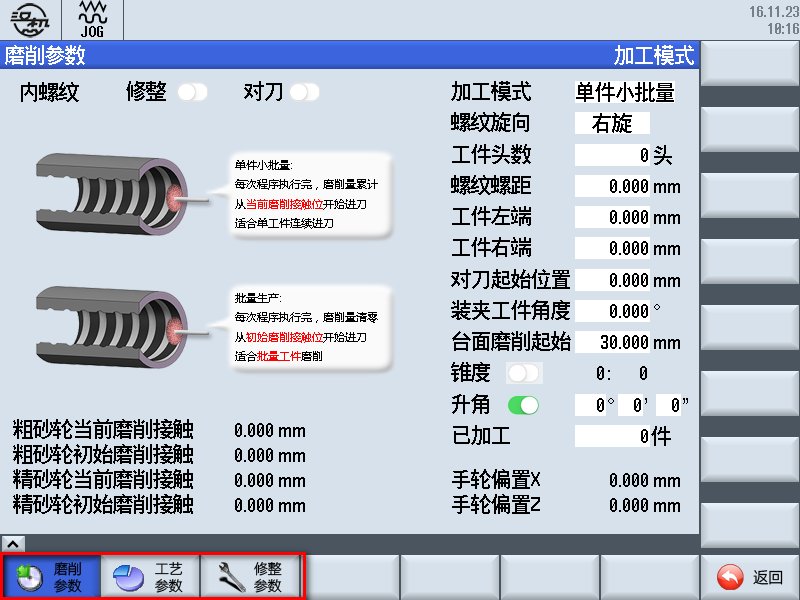 16.11.23
JOG
10:16
磨削参数 加工模式
内螺纹 修整 对刀
加工模式 单件小批量
螺纹旋向 右旋
工件头数 0 头
螺纹螺距 0.000 mm
工件左端 0.000 mm
工件右端 0.000 mm
对刀起始位置 0.000 mm
装夹工件角度 0.000 °
台面磨削起始 30.000 mm
锥度 0: 0
升角 0° 0' 0"
已加工 0 件
手轮偏置X 0.000 mm
手轮偏置Z 0.000 mm
单件小批量:
每次程序执行完，磨削量累计
从当前磨削接触位开始进刀
适合单工件连续进刀
批量生产:
每次程序执行完，磨削量清零
从初始磨削接触位开始进刀
适合批量工件磨削
粗砂轮当前磨削接触 0.000 mm
粗砂轮初始磨削接触 0.000 mm
精砂轮当前磨削接触 0.000 mm
精砂轮初始磨削接触 0.000 mm
磨削
参数
工艺
参数
修整
参数
返回